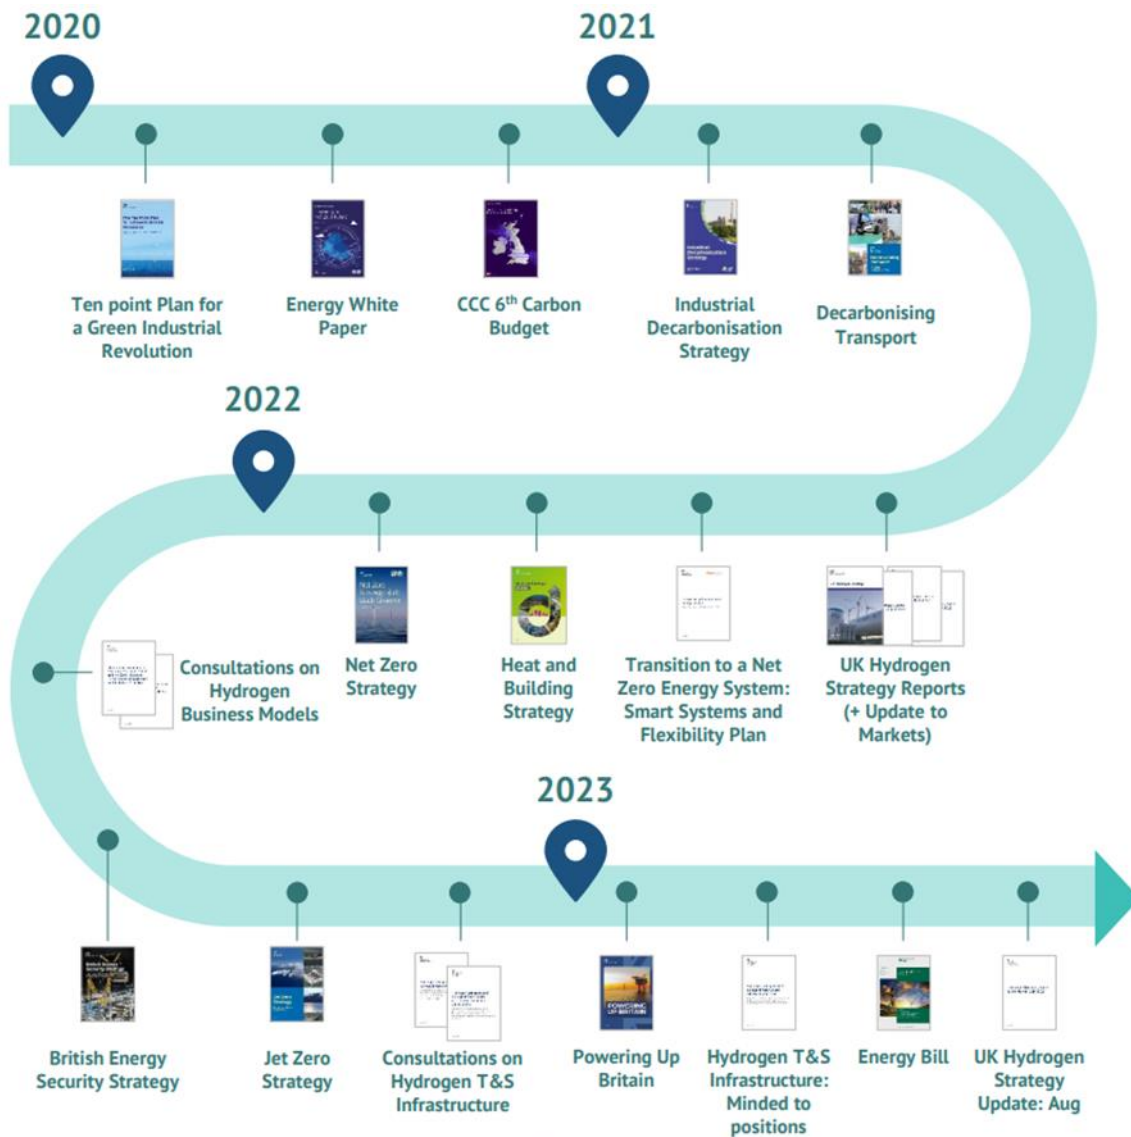 2020
2021
Ten point Plan for
a Green Industrial
Revolution
Energy White
Paper
CCC 6th Carbon
Budget
Industrial
Decarbonisation
Strategy
Decarbonising
Transport
2022
Consultations on
Hydrogen
Business Models
Net Zero
Strategy
Heat and
Building
Strategy
Transition to a Net
Zero Energy System:
Smart Systems and
Flexibility Plan
UK Hydrogen
Strategy Reports
(+ Update to
Markets)
2023
British Energy
Security Strategy
Jet Zero
Strategy
Consultations on
Hydrogen T&S
Infrastructure
POWERING
UP BRITAIN
Powering Up
Britain
Hydrogen T&S
Infrastructure:
Minded to
positions
Energy Bill
UK Hydrogen
Strategy
Update: Aug